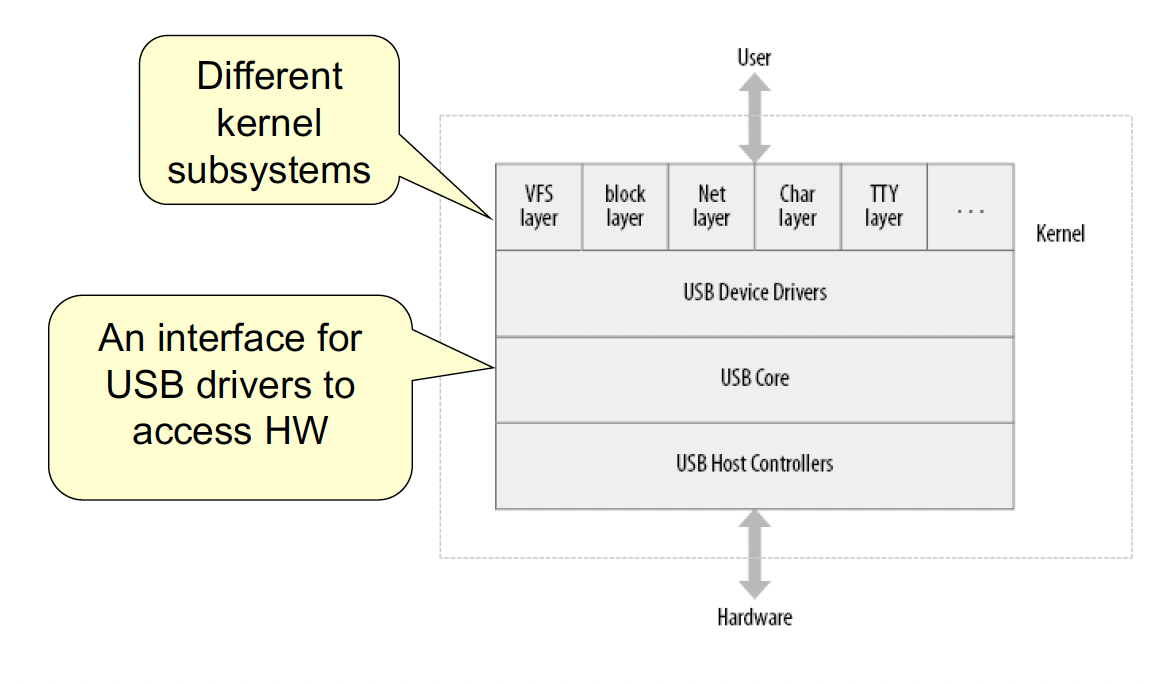 Different
kernel
subsystems
An interface for
USB drivers to
access HW
User
VFS
layer
block
layer
Net
layer
Char
layer
TTY
layer
...
Kernel
USB Device Drivers
USB Core
USB Host Controllers
Hardware